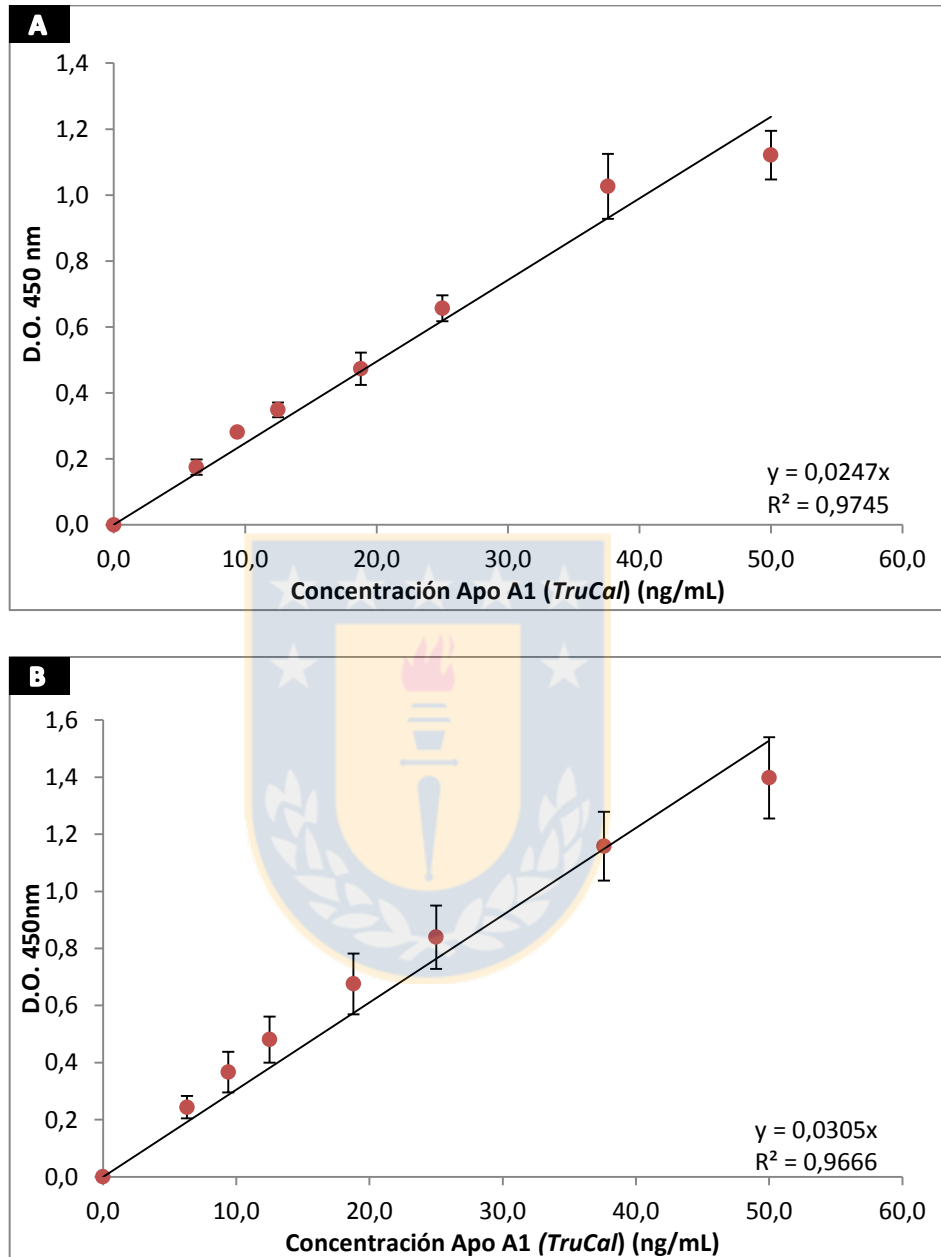 A
1,4
1,2
1,0
0,8
0,6
0,4
0,2
0,0
D.O. 450 nm
y = 0,0247x
R² = 0,9745
0,0 10,0 20,0 30,0 40,0 50,0 60,0
Concentración Apo A1 (TruCal) (ng/mL)
B
1,6
1,4
1,2
1,0
0,8
0,6
0,4
0,2
0,0
D.O. 450nm
y = 0,0305x
R² = 0,9666
0,0 10,0 20,0 30,0 40,0 50,0 60,0
Concentración Apo A1 (TruCal) (ng/mL)